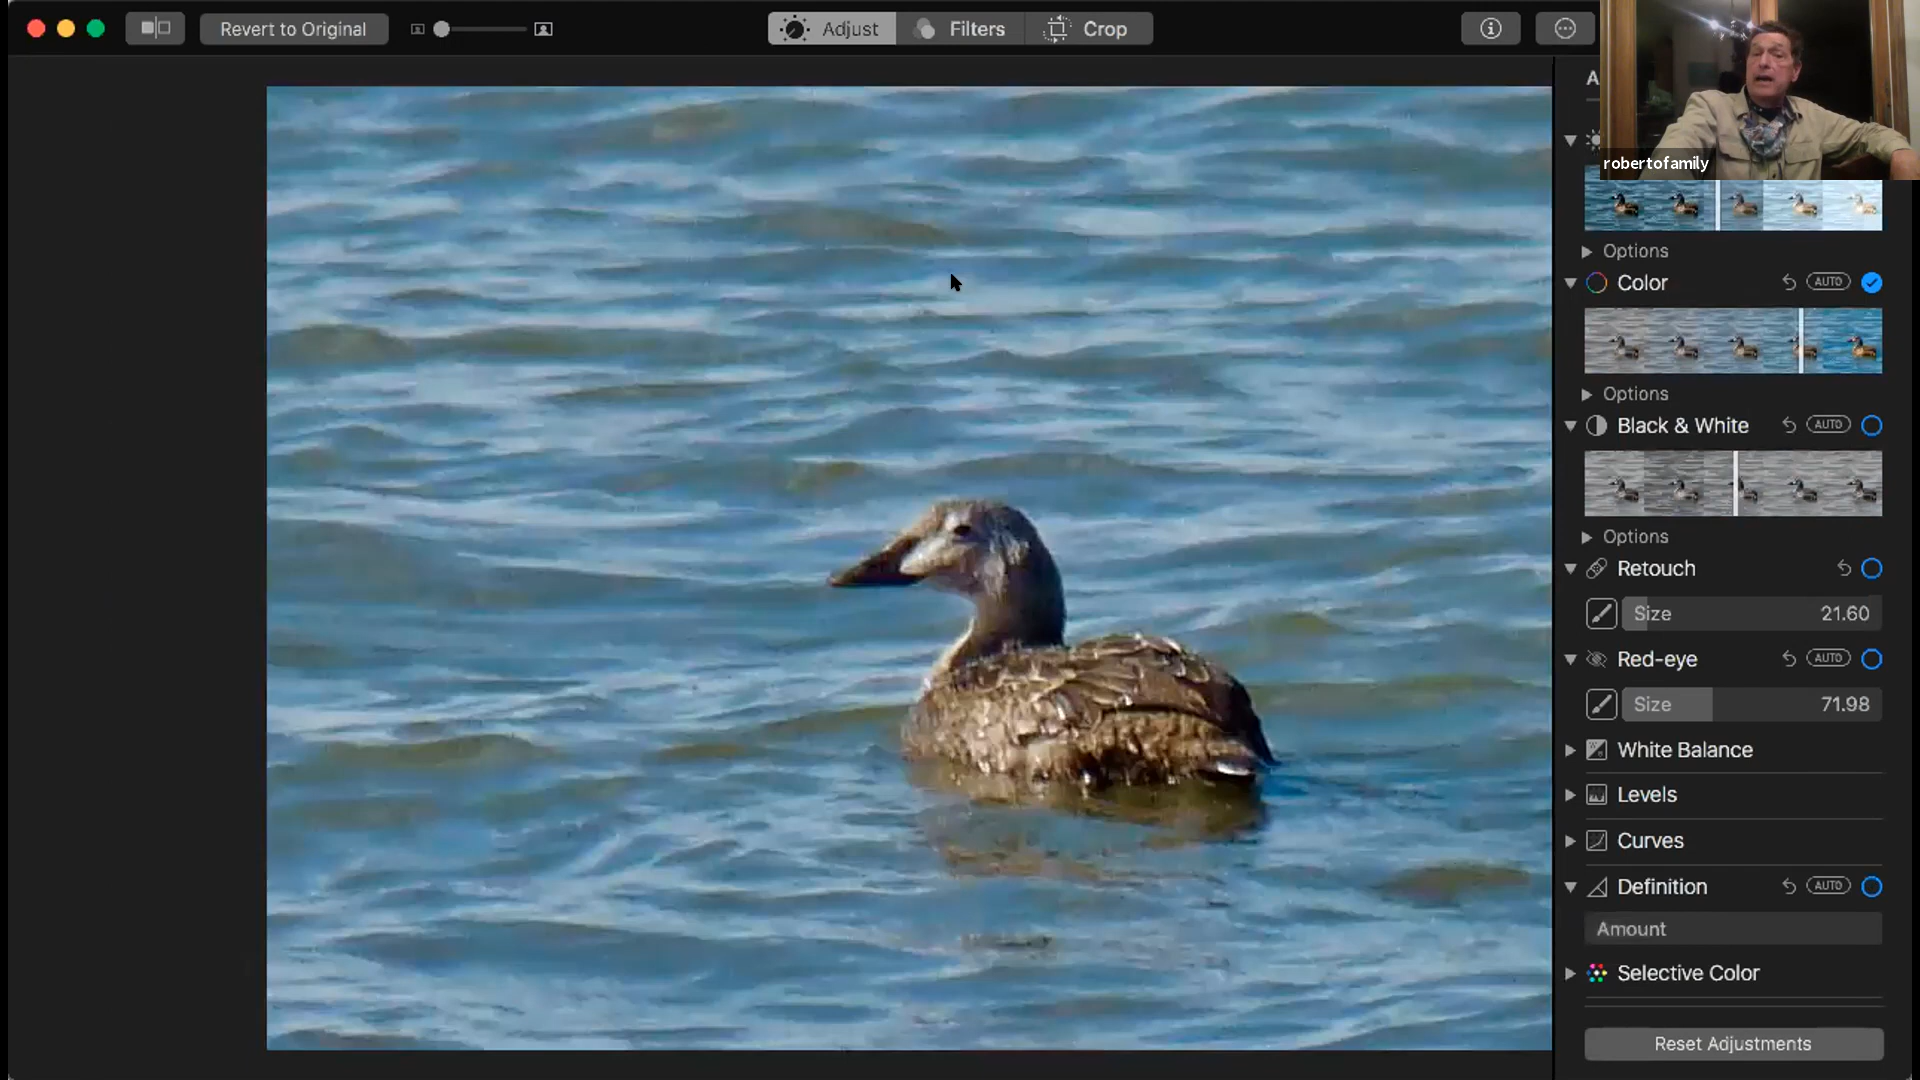 Revert to Original
Adjust
Filters
Crop
A
robertofamily
Options
Color
AUTO
Options
Black & White
AUTO
Options
Retouch
Size 21.60
Red-eye
AUTO
Size 71.98
White Balance
Levels
Curves
Definition
AUTO
Amount
Selective Color
Reset Adjustments